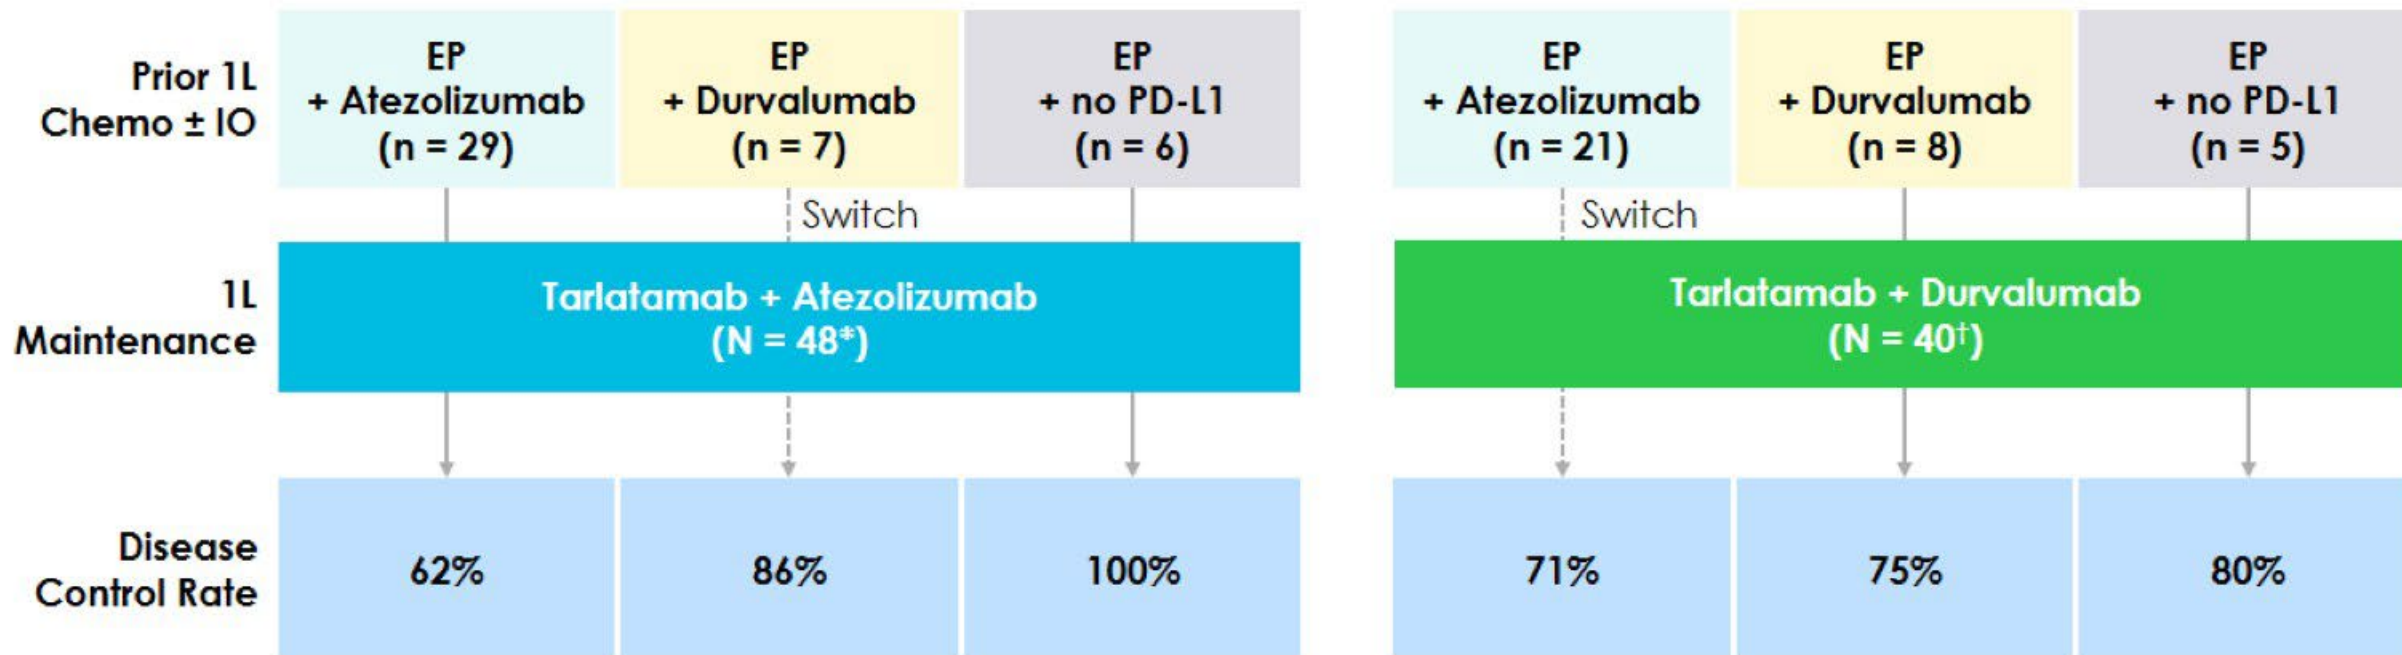 Prior 1L
Chemo ± IO
EP
+ Atezolizumab
(n = 29)
EP
+ Durvalumab
(n = 7)
EP
+ no PD-L1
(n = 6)
EP
+ Atezolizumab
(n = 21)
EP
+ Durvalumab
(n = 8)
EP
+ no PD-L1
(n = 5)
Switch
Switch
1L
Maintenance
Tarlatamab + Atezolizumab
(N = 48*)
Tarlatamab + Durvalumab
(N = 40†)
Disease
Control Rate
62%
86%
100%
71%
75%
80%